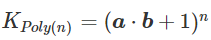 K_{Poly(n)} = (a · b + 1)^n